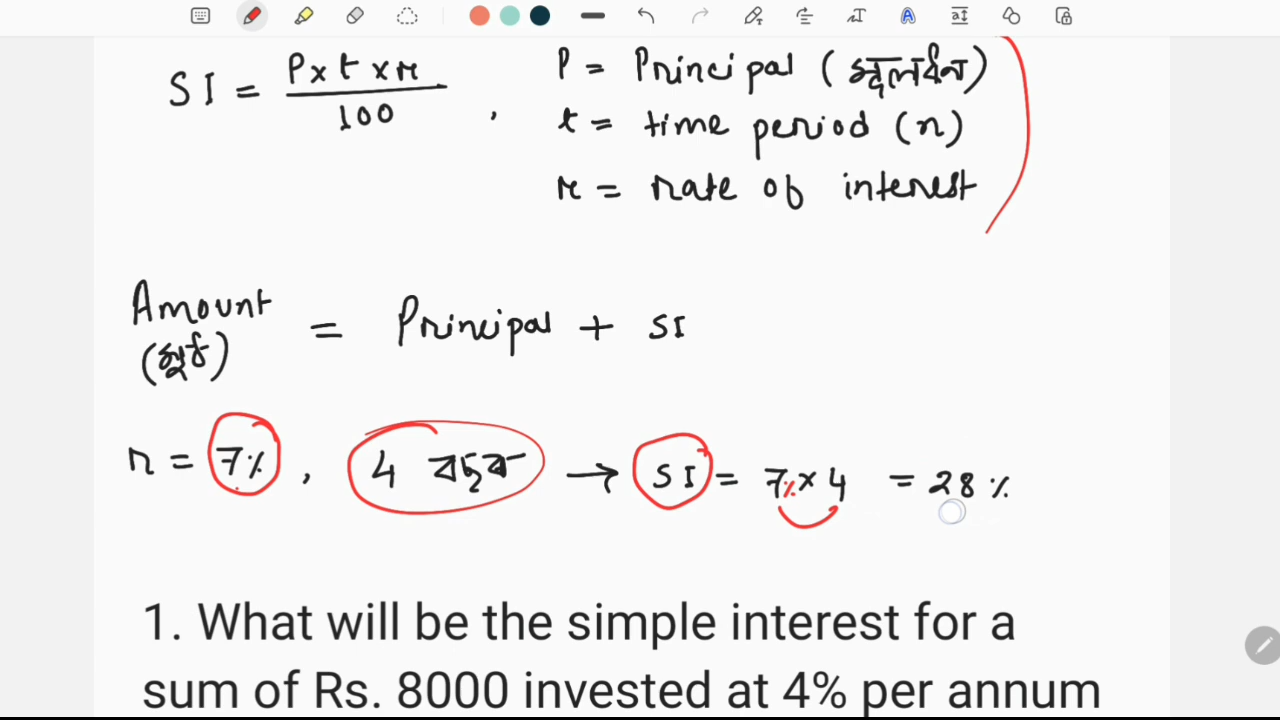 SI = P x t x r / 100 , P = Principal (মূলধন)
t = time period (n)
r = rate of interest
Amount = Principal + SI
r = 7% , 4 বছর → SI = 7% x 4 = 28 %
1. What will be the simple interest for a
sum of Rs. 8000 invested at 4% per annum